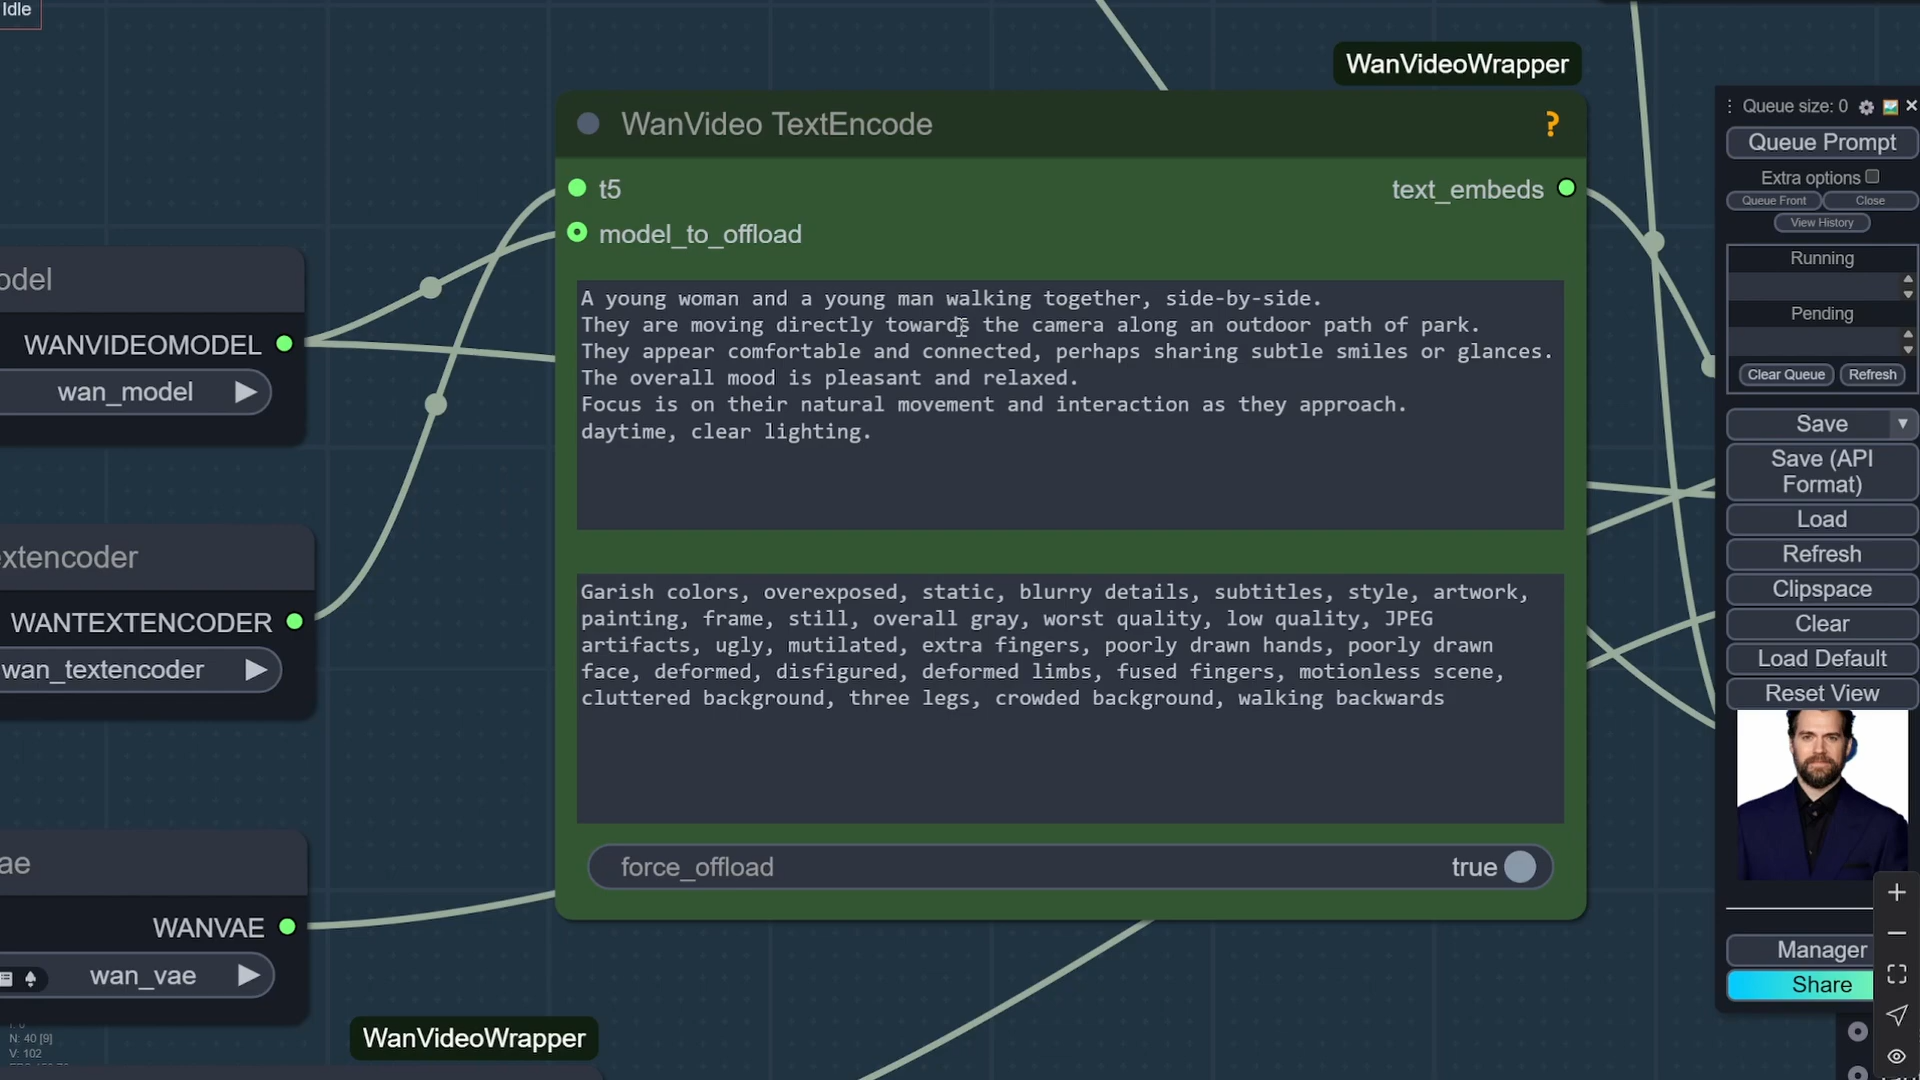 Idle
WanVideoWrapper
WanVideo TextEncode
?
t5
text_embeds
model_to_offload
odel
WANVIDEOMODEL
wan_model
A young woman and a young man walking together, side-by-side.
They are moving directly towards the camera along an outdoor path of park.
They appear comfortable and connected, perhaps sharing subtle smiles or glances.
The overall mood is pleasant and relaxed.
Focus is on their natural movement and interaction as they approach.
daytime, clear lighting.
extencoder
WANTEXTENCODER
wan_textencoder
Garish colors, overexposed, static, blurry details, subtitles, style, artwork,
painting, frame, still, overall gray, worst quality, low quality, JPEG
artifacts, ugly, mutilated, extra fingers, poorly drawn hands, poorly drawn
face, deformed, disfigured, deformed limbs, fused fingers, motionless scene,
cluttered background, three legs, crowded background, walking backwards
ae
WANVAE
wan_vae
force_offload
true
WanVideoWrapper
N: 40 [9]
V: 102
Queue size: 0
Queue Prompt
Extra options
Queue Front
Close
View History
Running
Pending
Clear Queue
Refresh
Save
Save (API
Format)
Load
Refresh
Clipspace
Clear
Load Default
Reset View
Manager
Share